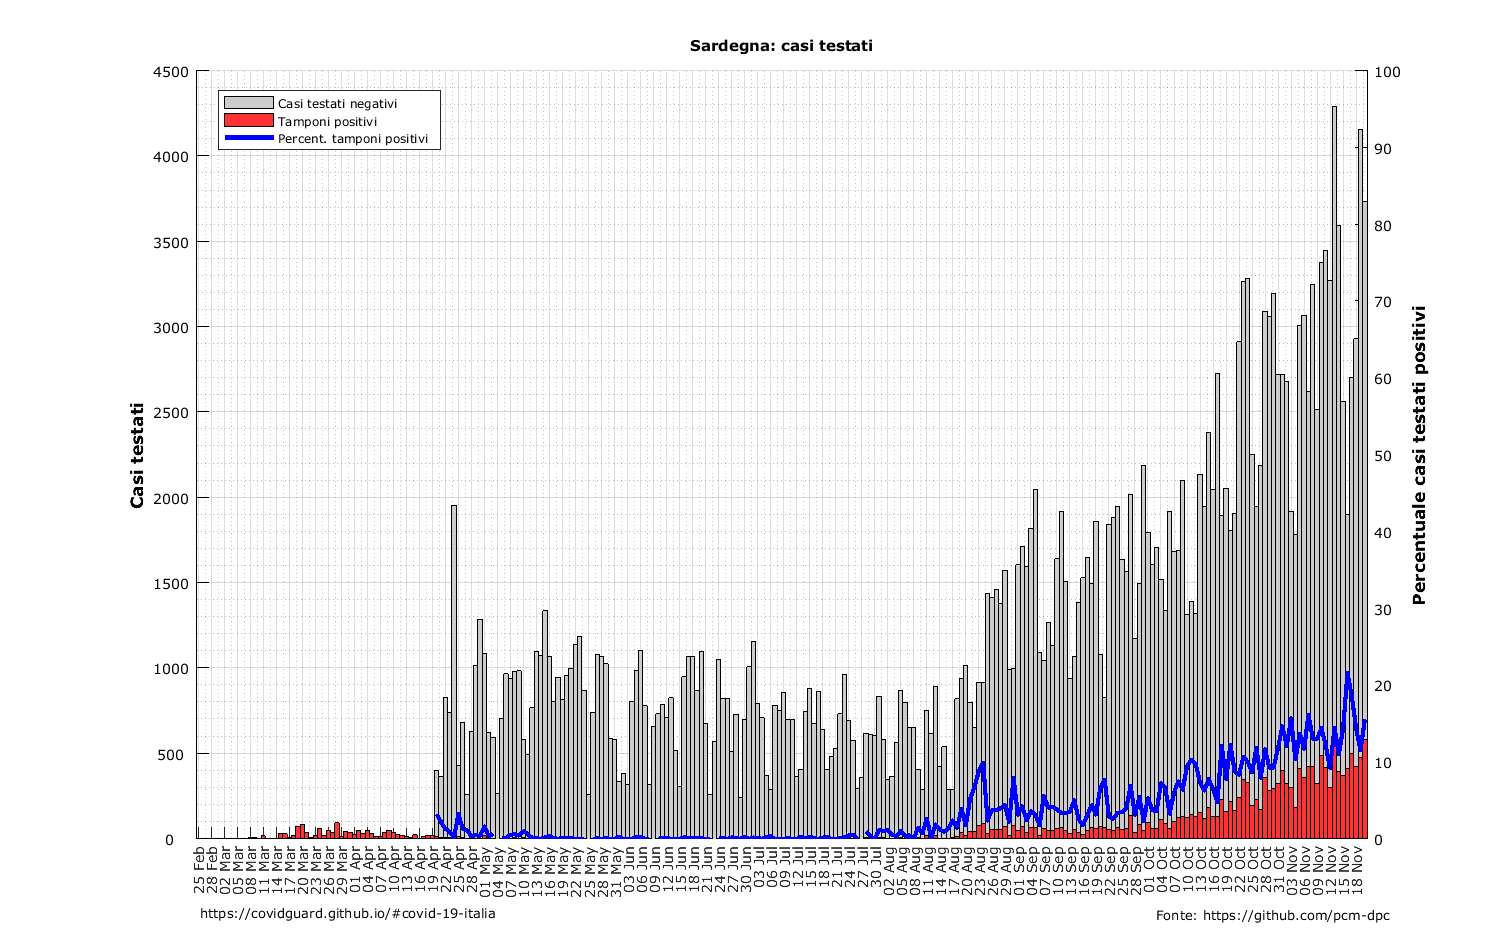 Sardegna: casi testati
Casi testati negativi
Tamponi positivi
Percent. tamponi positivi
Casi testati
4500
4000
3500
3000
2500
2000
1500
1000
500
0
100
90
80
70
60
50
40
30
20
10
0
Percentuale casi testati positivi
25 Feb
28 Feb
02 Mar
05 Mar
08 Mar
11 Mar
14 Mar
17 Mar
20 Mar
23 Mar
26 Mar
29 Mar
01 Apr
04 Apr
07 Apr
10 Apr
13 Apr
16 Apr
19 Apr
22 Apr
25 Apr
28 Apr
01 May
04 May
07 May
10 May
13 May
16 May
19 May
22 May
25 May
28 May
31 May
03 Jun
06 Jun
09 Jun
12 Jun
15 Jun
18 Jun
21 Jun
24 Jun
27 Jun
30 Jun
03 Jul
06 Jul
09 Jul
12 Jul
15 Jul
18 Jul
21 Jul
24 Jul
27 Jul
30 Jul
02 Aug
05 Aug
08 Aug
11 Aug
14 Aug
17 Aug
20 Aug
23 Aug
26 Aug
29 Aug
01 Sep
04 Sep
07 Sep
10 Sep
13 Sep
16 Sep
19 Sep
22 Sep
25 Sep
28 Sep
01 Oct
04 Oct
07 Oct
10 Oct
13 Oct
16 Oct
19 Oct
22 Oct
25 Oct
28 Oct
31 Oct
03 Nov
06 Nov
09 Nov
12 Nov
15 Nov
18 Nov
https://covidguard.github.io/#covid-19-italia
Fonte: https://github.com/pcm-dpc